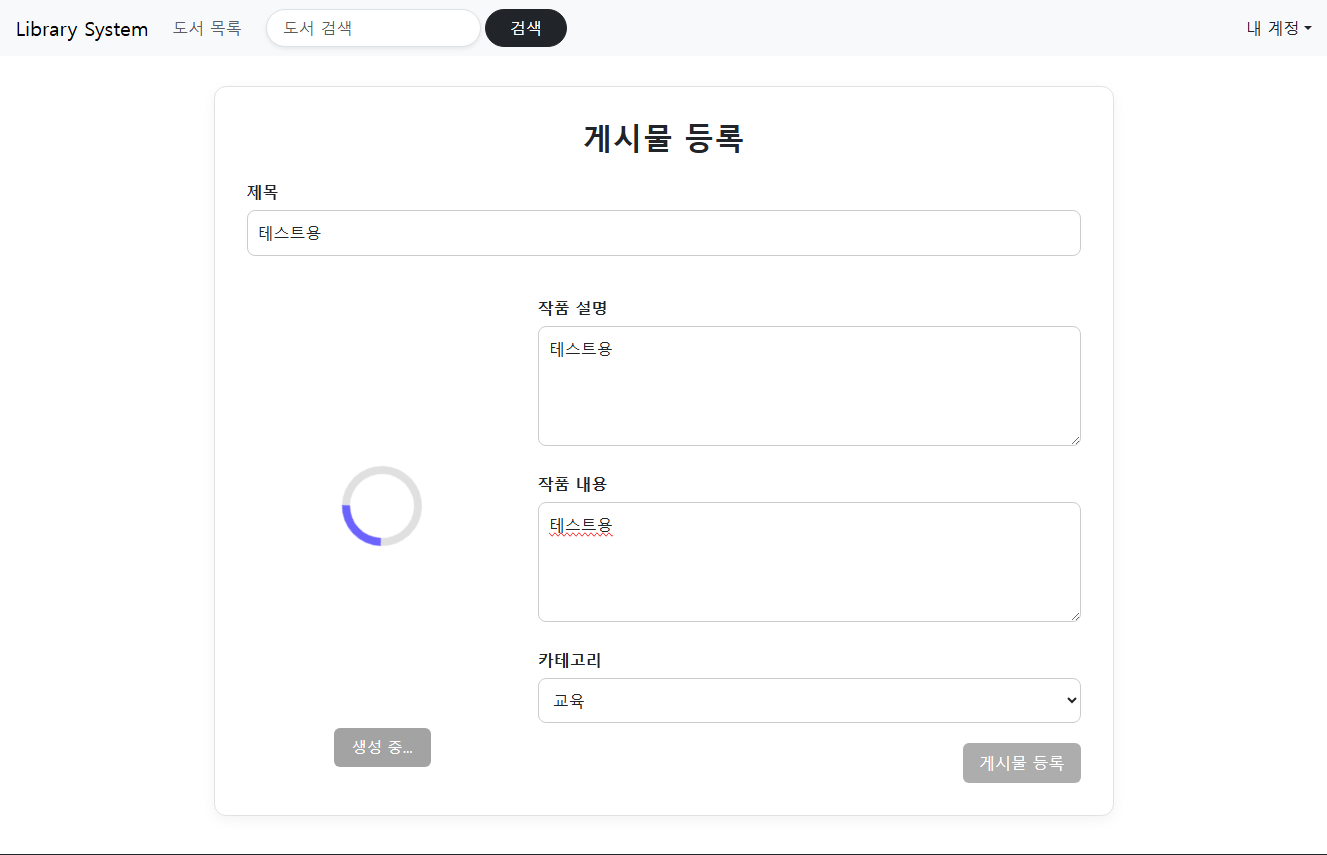 Library System 도서 목록 도서 검색 검색 내 계정
게시물 등록
제목
테스트용
작품 설명
테스트용
작품 내용
테스트용
카테고리
교육
생성 중...
게시물 등록